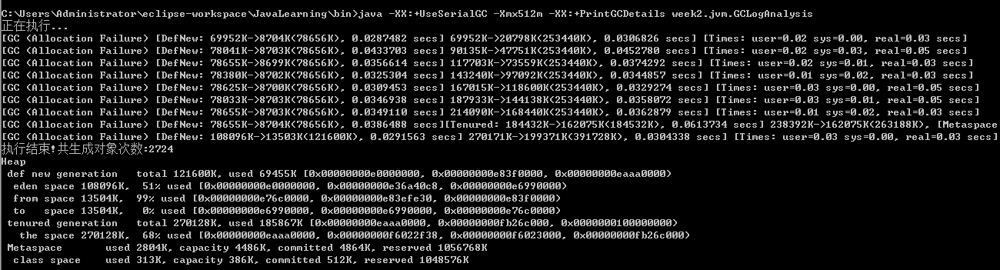 C:\Users\Administrator\eclipse-workspace\JavaLearning\bin>java -XX:+UseSerialGC -Xmx512m -XX:+PrintGCDetails week2.jvm.GCLogAnalysis
正在执行...
[GC (Allocation Failure) [DefNew: 69952K->8704K(78656K), 0.0287482 secs] 69952K->20798K(253440K), 0.0306826 secs] [Times: user=0.02 sys=0.00, real=0.03 secs]
[GC (Allocation Failure) [DefNew: 78041K->8703K(78656K), 0.0433703 secs] 90135K->47751K(253440K), 0.0452780 secs] [Times: user=0.02 sys=0.03, real=0.05 secs]
[GC (Allocation Failure) [DefNew: 78655K->8699K(78656K), 0.0356614 secs] 117703K->73559K(253440K), 0.0374292 secs] [Times: user=0.02 sys=0.01, real=0.03 secs]
[GC (Allocation Failure) [DefNew: 78380K->8702K(78656K), 0.0325304 secs] 143240K->97092K(253440K), 0.0344857 secs] [Times: user=0.01 sys=0.02, real=0.03 secs]
[GC (Allocation Failure) [DefNew: 78625K->8700K(78656K), 0.0309453 secs] 167015K->118600K(253440K), 0.0329274 secs] [Times: user=0.03 sys=0.00, real=0.05 secs]
[GC (Allocation Failure) [DefNew: 78033K->8703K(78656K), 0.0346938 secs] 187933K->144138K(253440K), 0.0358072 secs] [Times: user=0.03 sys=0.01, real=0.05 secs]
[GC (Allocation Failure) [DefNew: 78655K->8703K(78656K), 0.0349110 secs] 214090K->168440K(253440K), 0.0362879 secs] [Times: user=0.03 sys=0.01, real=0.03 secs]
[GC (Allocation Failure) [DefNew: 78655K->8704K(78656K), 0.0386488 secs][Tenured: 184432K->162075K(184532K), 0.0613734 secs] 238392K->162075K(263188K), [Metaspace
[GC (Allocation Failure) [DefNew: 108096K->13503K(121600K), 0.0291563 secs] 270171K->199371K(391728K), 0.0304338 secs] [Times: user=0.03 sys=0.00, real=0.03 secs]
执行结束!共生成对象次数:2724
Heap
 def new generation   total 121600K, used 69455K [0x00000000e0000000, 0x00000000e83f0000, 0x00000000eaaa0000)
  eden space 108096K,  51% used [0x00000000e0000000, 0x00000000e36a40c8, 0x00000000e6990000)
  from space 13504K,  99% used [0x00000000e76c0000, 0x00000000e83efe30, 0x00000000e83f0000)
  to   space 13504K,   0% used [0x00000000e6990000, 0x00000000e6990000, 0x00000000e76c0000)
 tenured generation   total 270128K, used 185867K [0x00000000eaaa0000, 0x00000000fb26c000, 0x0000000100000000)
   the space 270128K,  68% used [0x00000000eaaa0000, 0x00000000f6022f38, 0x00000000f6023000, 0x00000000fb26c000)
 Metaspace       used 2804K, capacity 4486K, committed 4864K, reserved 1056768K
  class space    used 313K, capacity 386K, committed 512K, reserved 1048576K